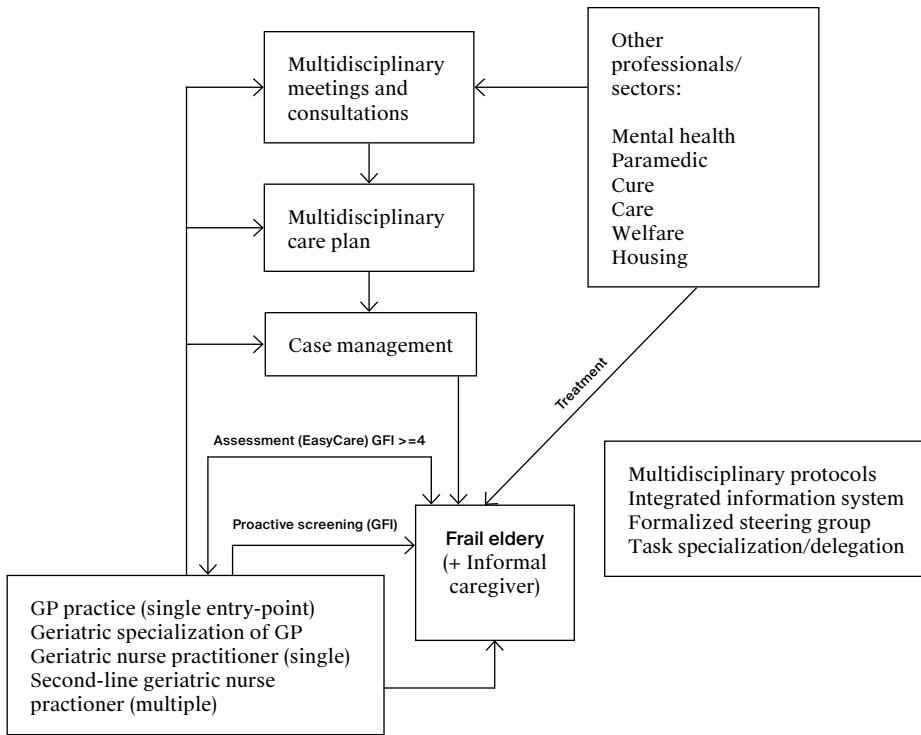 Multidisciplinary
meetings and
consultations
Other
professionals/
sectors:
Mental health
Paramedic
Cure
Care
Welfare
Housing
Multidisciplinary
care plan
Case management
Treatment
Assessment (EasyCare) GFI >=4
Proactive screening (GFI)
Frail eldery
(+ Informal
caregiver)
Multidisciplinary protocols
Integrated information system
Formalized steering group
Task specialization/delegation
GP practice (single entry-point)
Geriatric specialization of GP
Geriatric nurse practitioner (single)
Second-line geriatric nurse
practioner (multiple)